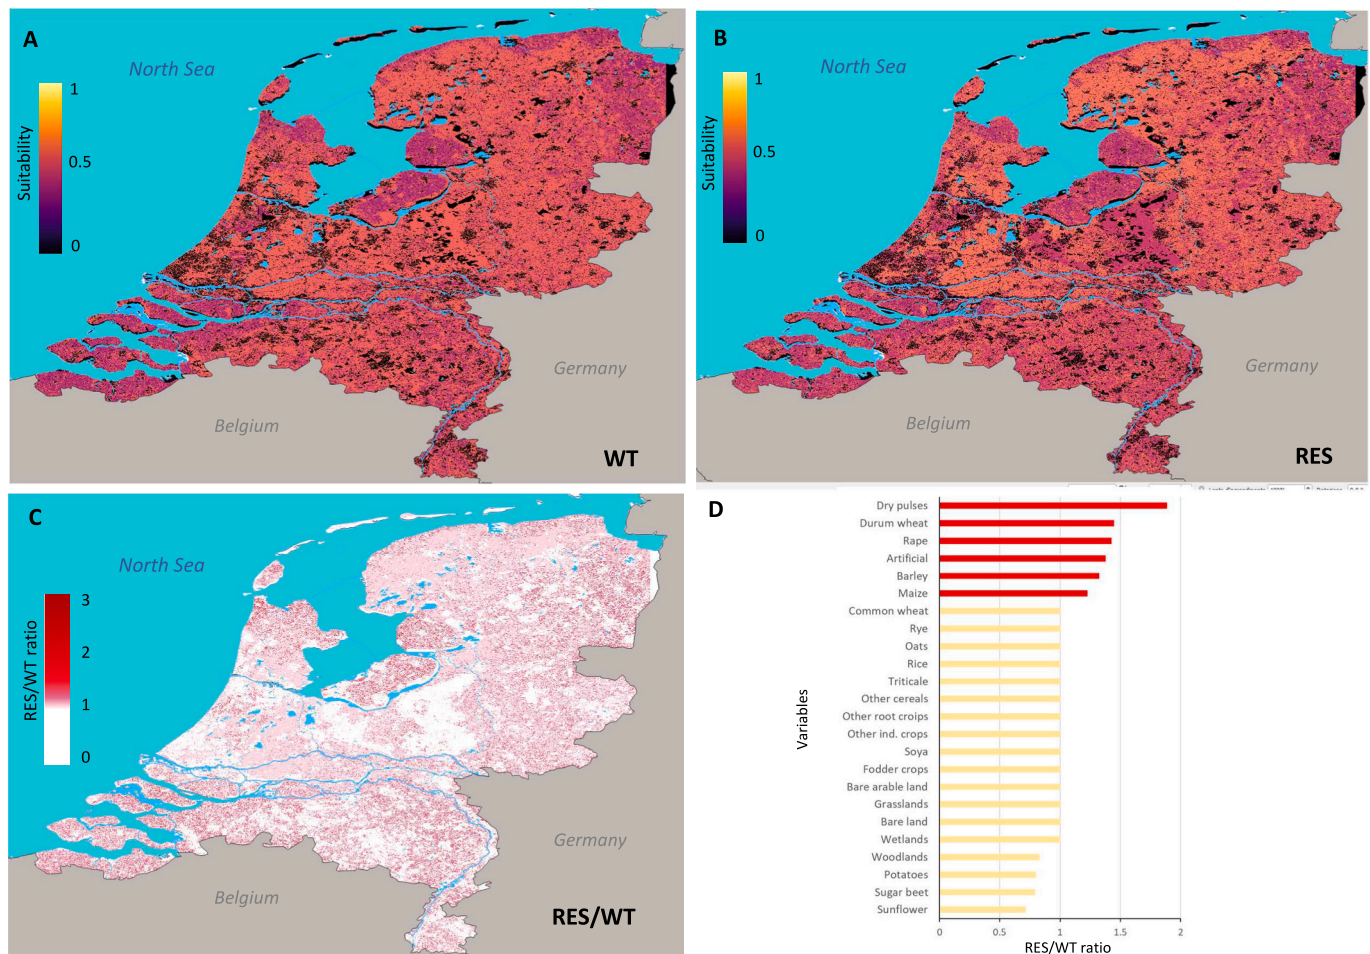 A
North Sea
1
Suitability
0.5
0
Germany
Belgium
WT
B
North Sea
1
Suitability
0.5
0
Germany
Belgium
RES
C
North Sea
3
RES/WT ratio
2
1
0
Germany
Belgium
RES/WT
D
Dry pulses
Durum wheat
Rape
Artificial
Barley
Maize
Common wheat
Rye
Oats
Rice
Triticale
Other cereals
Other root croips
Other ind. crops
Soya
Fodder crops
Bare arable land
Grasslands
Bare land
Wetlands
Woodlands
Potatoes
Sugar beet
Sunflower
Variables
0 0.5 1 1.5 2
RES/WT ratio